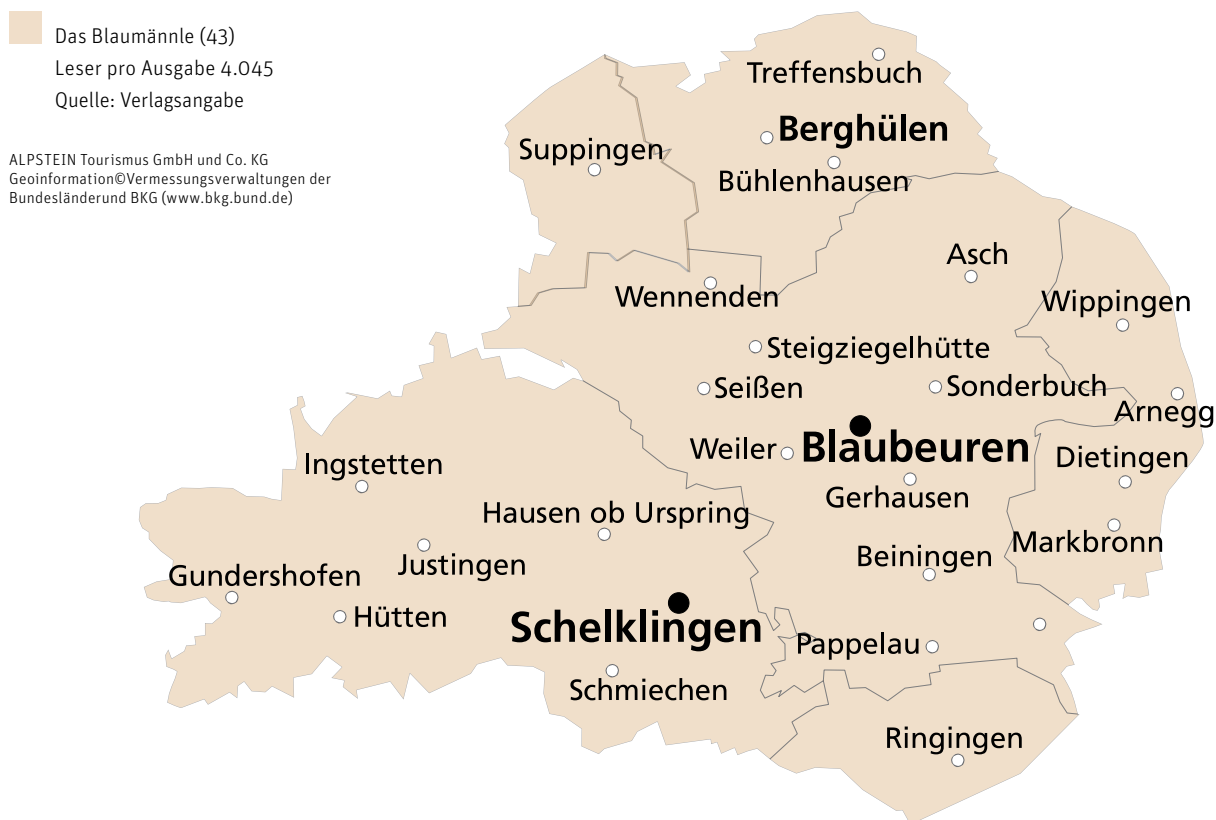 Das Blaumännle (43)
Leser pro Ausgabe 4.045
Quelle: Verlagsangabe
ALPSTEIN Tourismus GmbH und Co. KG
Geoinformation©Vermessungsverwaltungen der
Bundesländerund BKG (www.bkg.bund.de)
Treffensbuch
Berghülen
Suppingen
Bühlenhausen
Asch
Wennenden
Wippingen
Steigziegelhütte
Seißen
Sonderbuch
Arnegg
Weiler
Blaubeuren
Dietingen
Ingstetten
Gerhausen
Hausen ob Urspring
Markbronn
Justingen
Beiningen
Gundershofen
Hütten
Schelklingen
Pappelau
Schmiechen
Ringingen